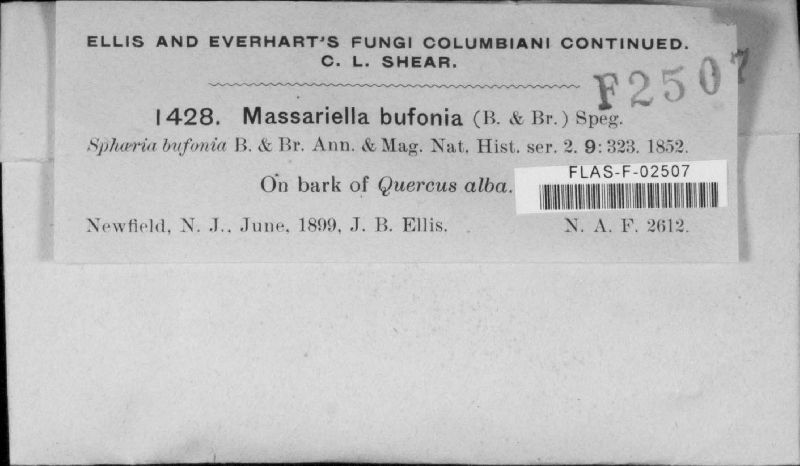 ELLIS AND EVERHART'S FUNGI COLUMBIANI CONTINUED.
C. L. SHEAR.
F2507
1428. Massariella bufonia (B. & Br.) Speg.
Sphæria bufonia B. & Br. Ann. & Mag. Nat. Hist. ser. 2. 9: 323. 1852.
On bark of Quercus alba.
FLAS-F-02507
Newfield, N. J., June, 1899, J. B. Ellis. N. A. F. 2612.